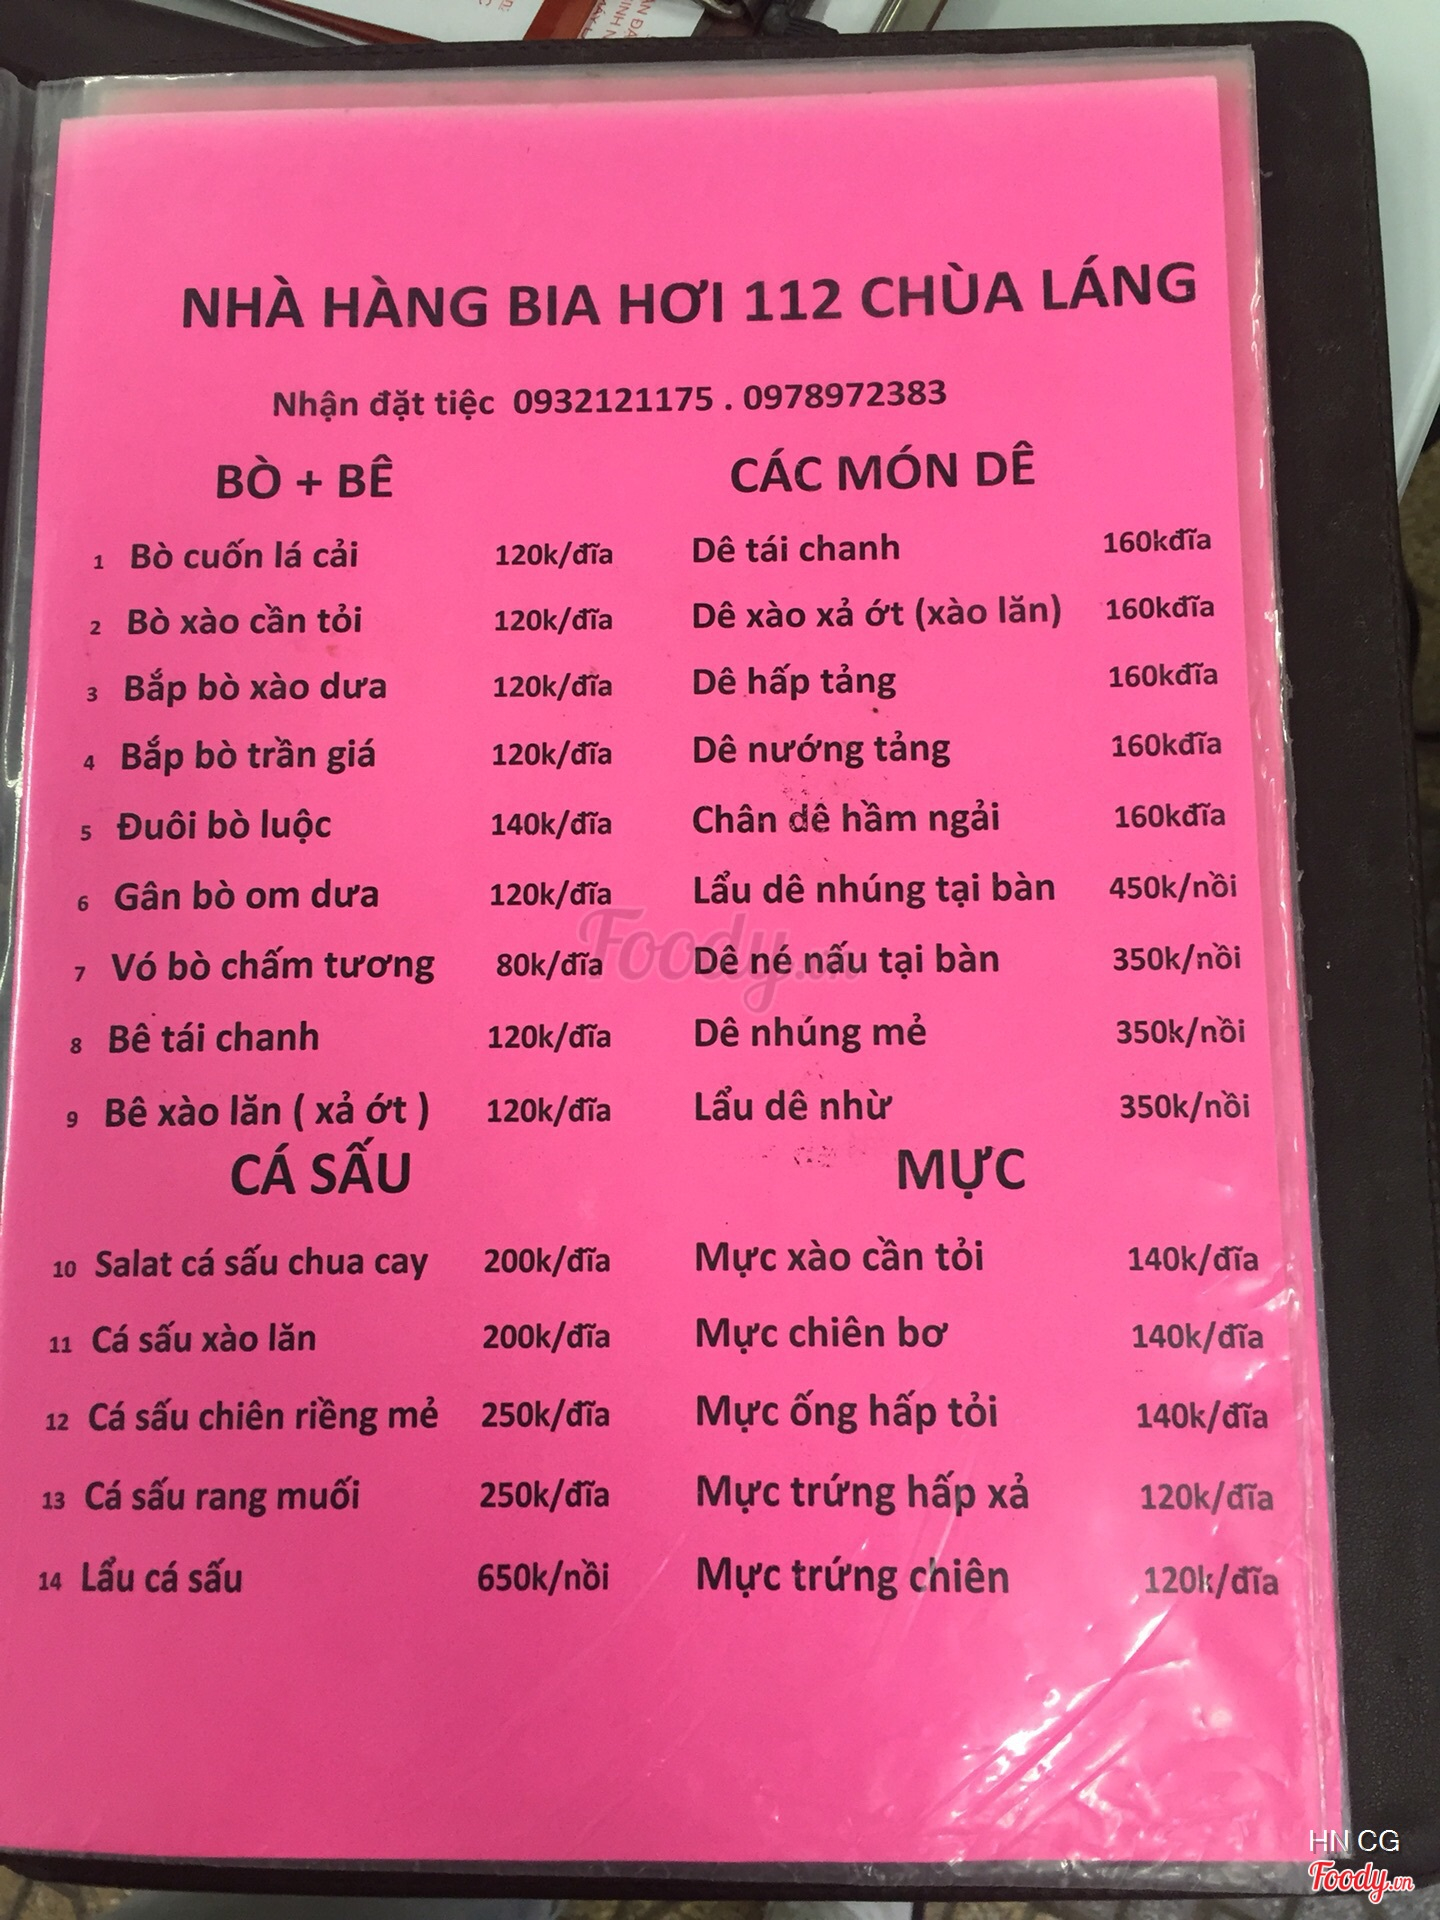 NHÀ HÀNG BIA HƠI 112 CHÙA LÁNG
Nhận đặt tiệc 0932121175 . 0978972383
BÒ + BÊ
1 Bò cuốn lá cải 120k/đĩa
2 Bò xào cần tỏi 120k/đĩa
3 Bắp bò xào dưa 120k/đĩa
4 Bắp bò trần giá 120k/đĩa
5 Đuôi bò luộc 140k/đĩa
6 Gân bò om dưa 120k/đĩa
7 Vó bò chấm tương 80k/đĩa
8 Bê tái chanh 120k/đĩa
9 Bê xào lăn ( xả ớt ) 120k/đĩa
CÁ SẤU
10 Salat cá sấu chua cay 200k/đĩa
11 Cá sấu xào lăn 200k/đĩa
12 Cá sấu chiên riềng mẻ 250k/đĩa
13 Cá sấu rang muối 250k/đĩa
14 Lẩu cá sấu 650k/nồi
CÁC MÓN DÊ
Dê tái chanh 160kđĩa
Dê xào xả ớt (xào lăn) 160kđĩa
Dê hấp tảng 160kđĩa
Dê nướng tảng 160kđĩa
Chân dê hầm ngải 160kđĩa
Lẩu dê nhúng tại bàn 450k/nồi
Dê né nấu tại bàn 350k/nồi
Dê nhúng mẻ 350k/nồi
Lẩu dê nhừ 350k/nồi
MỰC
Mực xào cần tỏi 140k/đĩa
Mực chiên bơ 140k/đĩa
Mực ống hấp tỏi 140k/đĩa
Mực trứng hấp xả 120k/đĩa
Mực trứng chiên 120k/đĩa
Foody.vn
HN CG
Foody.vn